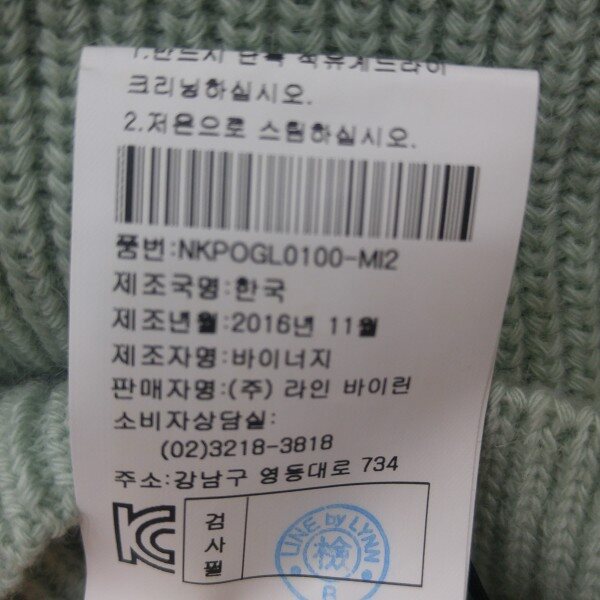 1.반드시 단독 석유계드라이
크리닝하십시오.
2.저온으로 스팀하십시오.
품번:NKPOGL0100-MI2
제조국명:한국
제조년월:2016년 11월
제조자명:바이너지
판매자명:(주) 라인 바이린
소비자상담실:
(02)3218-3818
주소:강남구 영동대로 734
KC
검
사
필
LINE by LYNN
檢